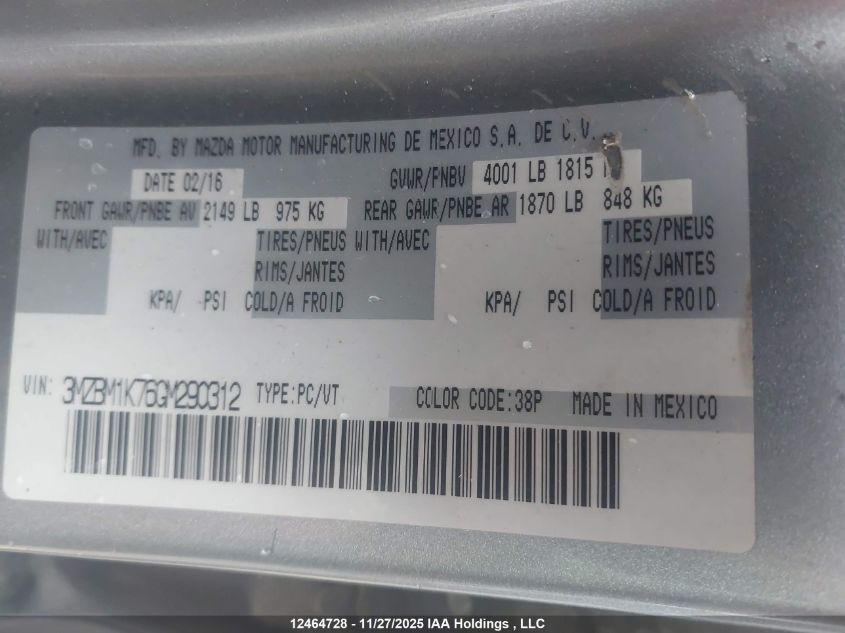 MFD. BY MAZDA MOTOR MANUFACTURING DE MEXICO S.A. DE C.V.
DATE 02/16 GVWR/PNBV 4001 LB 1815
FRONT GAWR/PNBE AV 2149 LB 975 KG REAR GAWR/PNBE AR 1870 LB 848 KG
WITH/AVEC TIRES/PNEUS WITH/AVEC TIRES/PNEUS
RIMS/JANTES RIMS/JANTES
KPA/ PSI COLD/A FROID KPA/ PSI COLD/A FROID
VIN: 3MZBM1K76GM290312 TYPE:PC/VT COLOR CODE:38P MADE IN MEXICO
12464728 - 11/27/2025 IAA Holdings , LLC